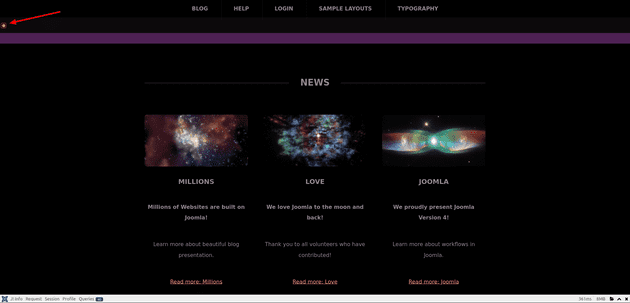 BLOG HELP LOGIN SAMPLE LAYOUTS TYPOGRAPHY
NEWS
MILLIONS LOVE JOOMLA
Millions of Websites are built on We love Joomla to the moon and We proudly present Joomla
Joomla! back! Version 4!
Learn more about beautiful blog Thank you to all volunteers who have Learn more about workflows in
presentation. contributed! Joomla.
Read more: Millions Read more: Love Read more: Joomla
J! Info Request Session Profile Queries